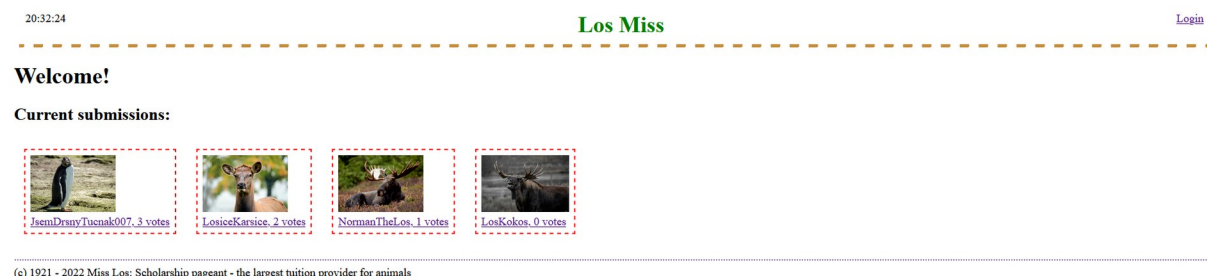 20:32:24
Los Miss
Login
Welcome!
Current submissions:
JsemDrsnyTucnak007, 3 votes
LosiceKarsice, 2 votes
NormanTheLos, 1 votes
LosKokos, 0 votes
(c) 1921 - 2022 Miss Los: Scholarship pageant - the largest tuition provider for animals